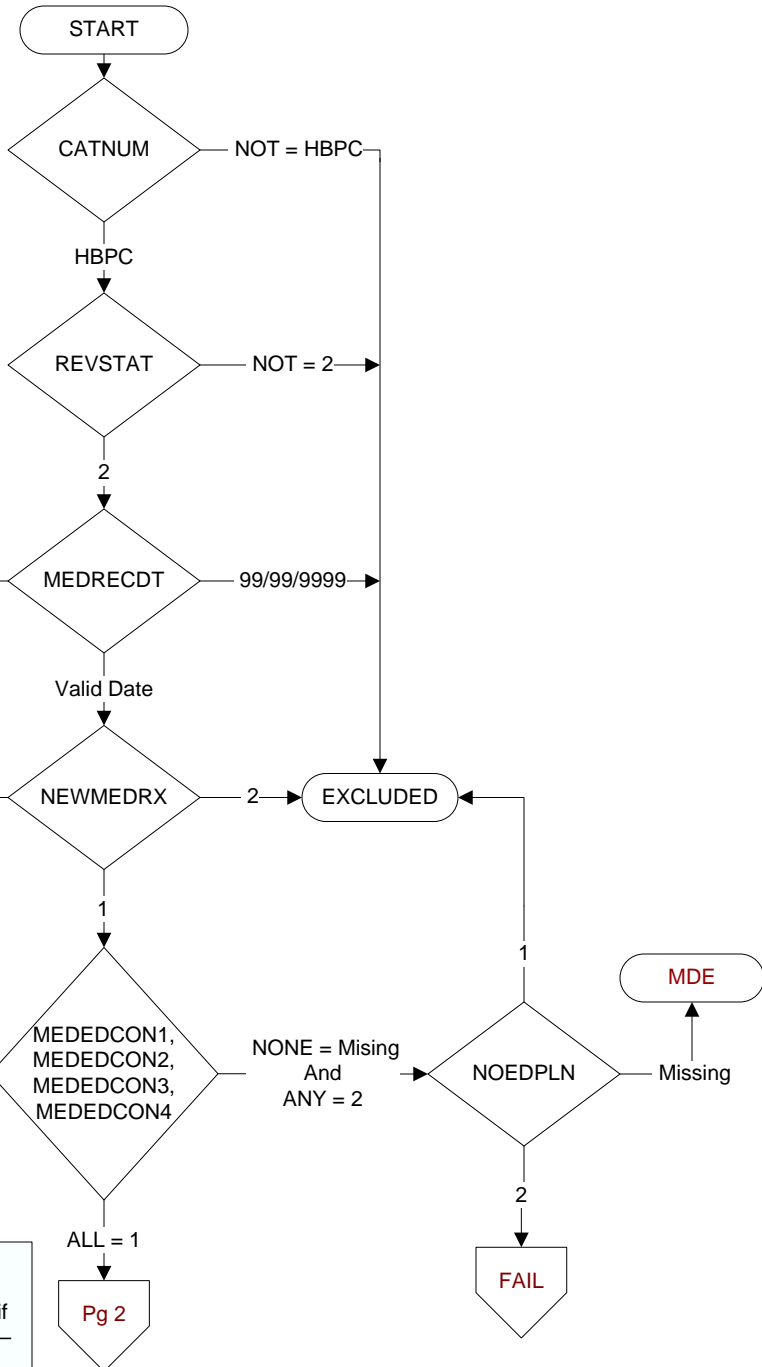 START
CATNUM
NOT = HBPC
HBPC
REVSTAT
NOT = 2
2
MEDRECDT
99/99/9999
Valid Date
NEWMEDRX
2
EXCLUDED
1
1
MDE
MEDEDCON1,
MEDEDCON2,
MEDEDCON3,
MEDEDCON4
NONE = Mising
And
ANY = 2
NOEDPLN
Missing
2
ALL = 1
FAIL
if
–
Pg 2